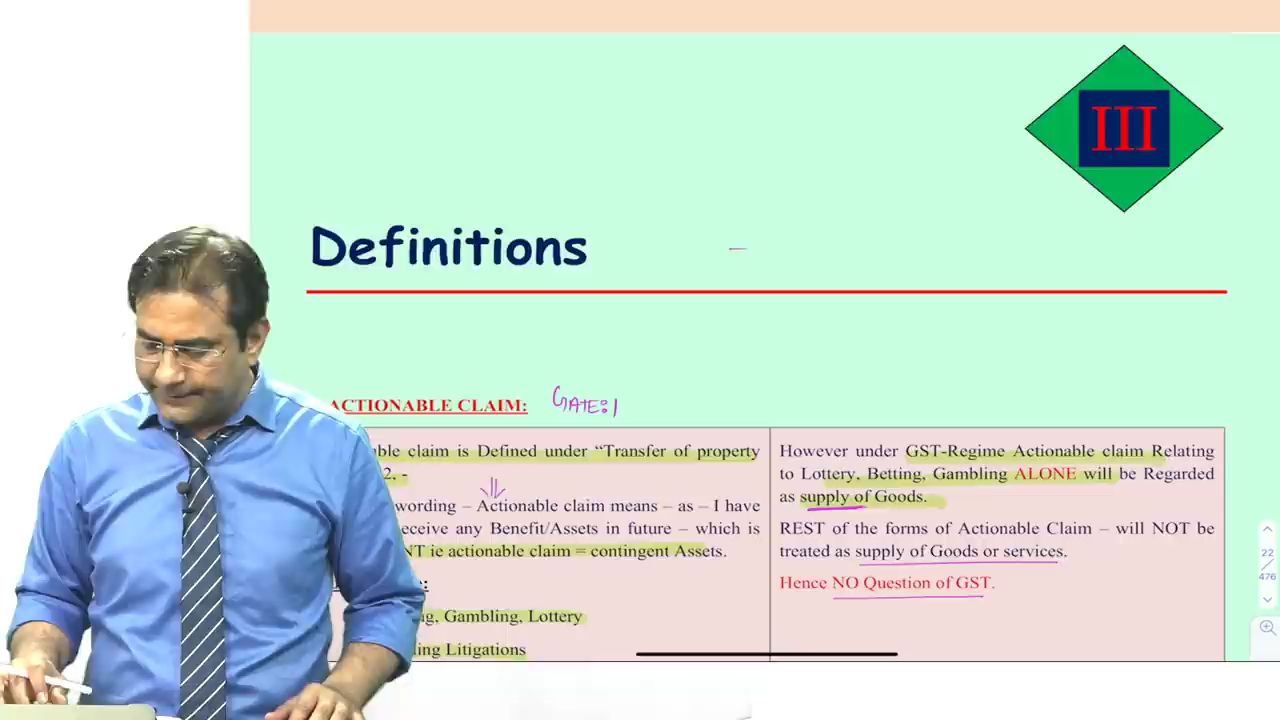 III
Definitions
ACTIONABLE CLAIM: GATE:1
claim is Defined under “Transfer of property
2, -
wording – Actionable claim means – as – I have
any Benefit/Assets in future – which is
ie actionable claim = contingent Assets.
Gambling, Lottery
Litigations
However under GST-Regime Actionable claim Relating
to Lottery, Betting, Gambling ALONE will be Regarded
as supply of Goods.
REST of the forms of Actionable Claim – will NOT be
treated as supply of Goods or services.
Hence NO Question of GST.
22
476